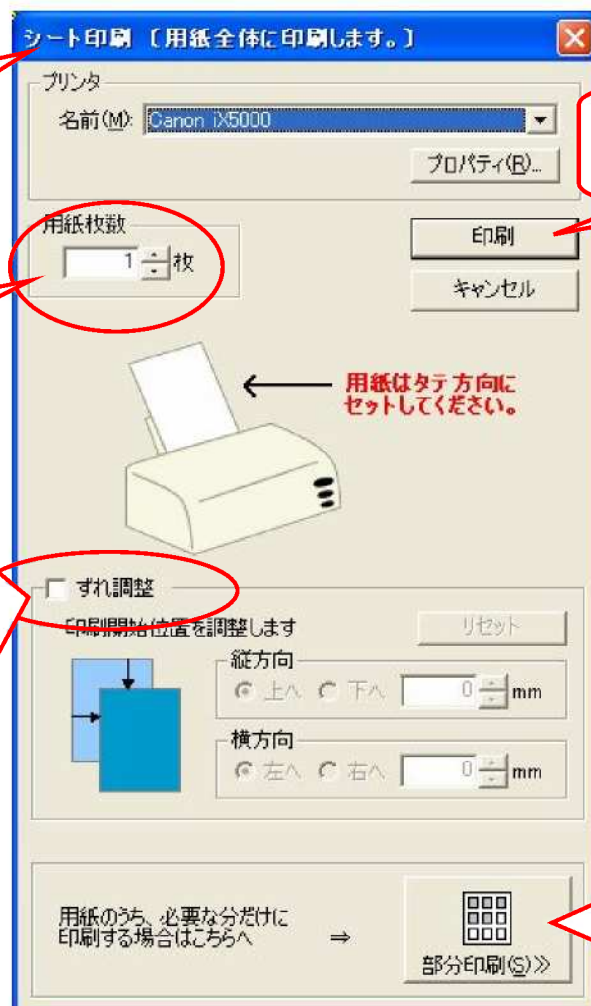 シート印刷 〔用紙全体に印刷します。〕
プリンタ
名前(M): Canon iX5000
プロパティ(R)...
用紙枚数
1 枚
印刷
キャンセル
用紙はタテ方向に
セットしてください。
ずれ調整
印刷開始位置を調整します
リセット
縦方向
上へ 下へ 0 mm
横方向
左へ 右へ 0 mm
用紙のうち、必要な分だけに
印刷する場合はこちらへ ⇒
部分印刷(S)≫